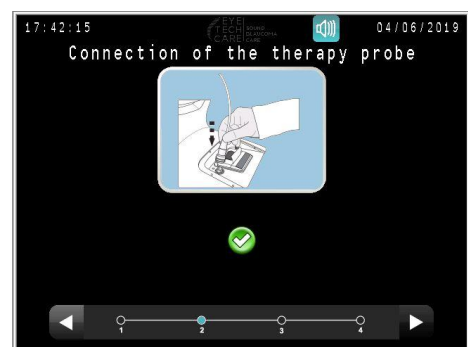 17:42:15
EYE
TECH
CARE
SOUND
GLAUCOMA
CARE
04/06/2019
Connection of the therapy probe
1 2 3 4